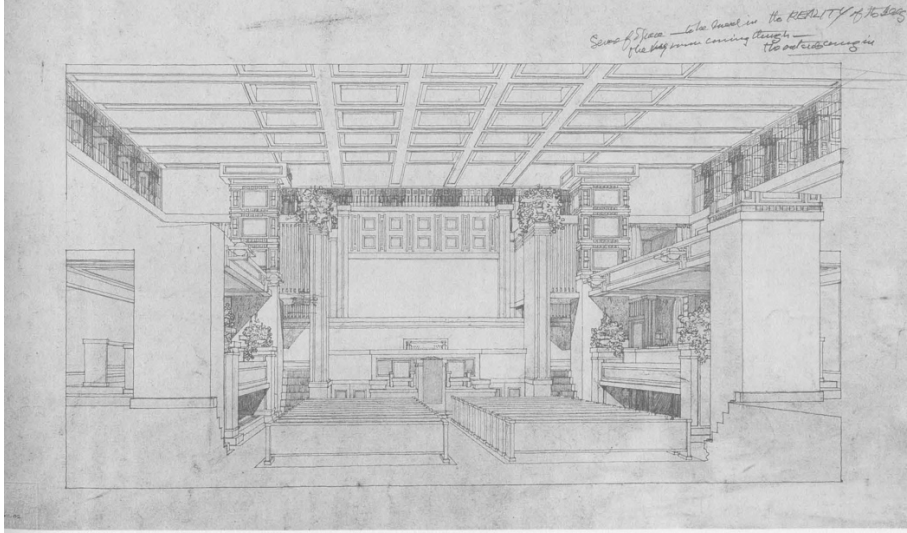 Sense of Space — to be lived in the REALITY of the bldg
the big room coming through —
the outside coming in